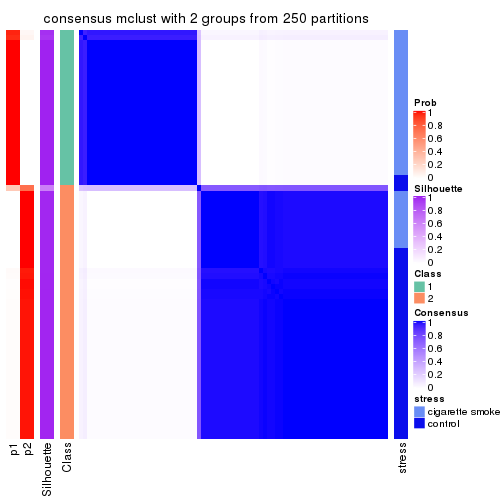 consensus mclust with 2 groups from 250 partitions
Prob
1
0.8
0.6
0.4
0.2
0
Silhouette
1
0.8
0.6
0.4
0.2
0
Class
1
2
Consensus
1
0.8
0.6
0.4
0.2
0
stress
cigarette smoke
control
p1
p2
Silhouette
Class
stress